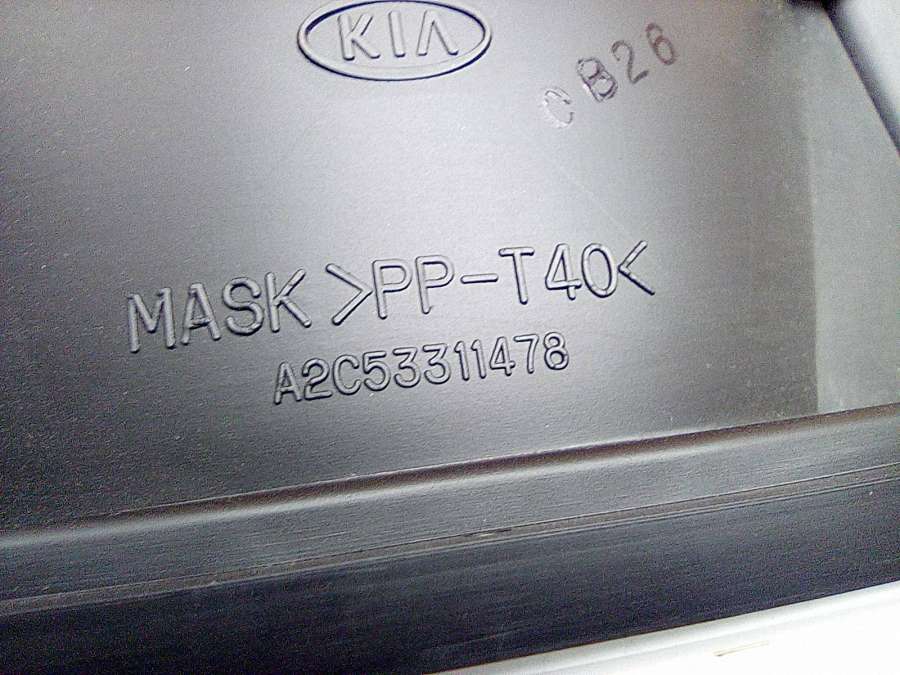 KIA
CB26
MASK >PP-T40<
A2C53311478